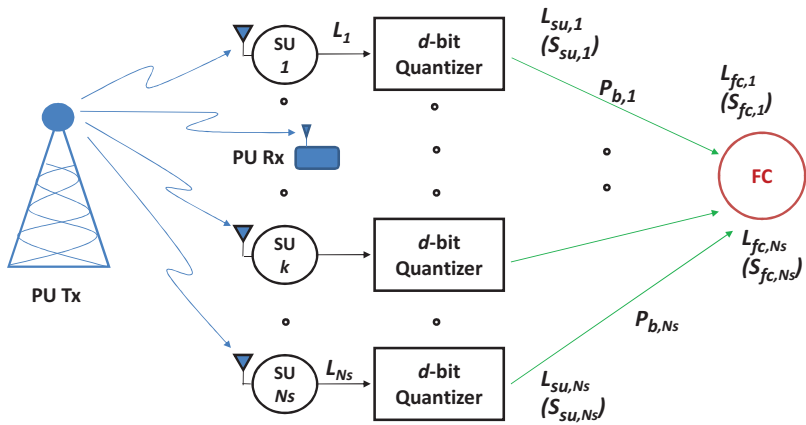 SU
1
L1
d-bit
Quantizer
Lsu,1
(Ssu,1)
Pb,1
Lfc,1
(Sfc,1)
PU Rx
FC
SU
k
d-bit
Quantizer
Lfc,Ns
(Sfc,Ns)
PU Tx
Pb,Ns
SU
Ns
LNs
d-bit
Quantizer
Lsu,Ns
(Ssu,Ns)